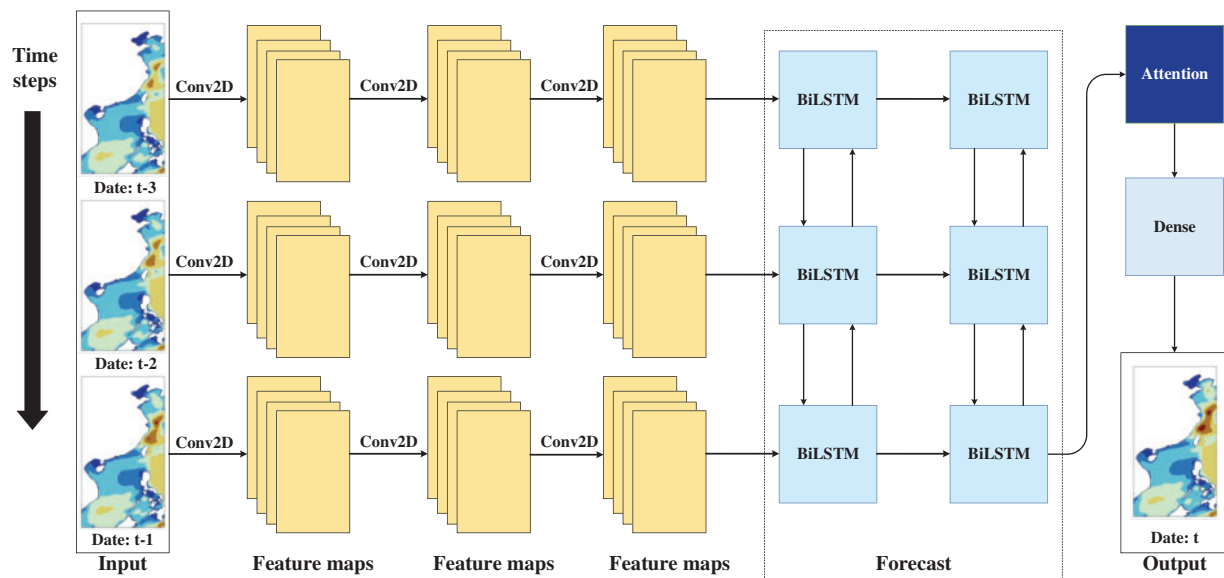 Time
steps
Conv2D
Conv2D
Conv2D
BiLSTM
BiLSTM
Attention
Date: t-3
Conv2D
Conv2D
Conv2D
BiLSTM
BiLSTM
Dense
Date: t-2
Conv2D
Conv2D
Conv2D
BiLSTM
BiLSTM
Date: t-1
Date: t
Input
Feature maps
Feature maps
Feature maps
Forecast
Output